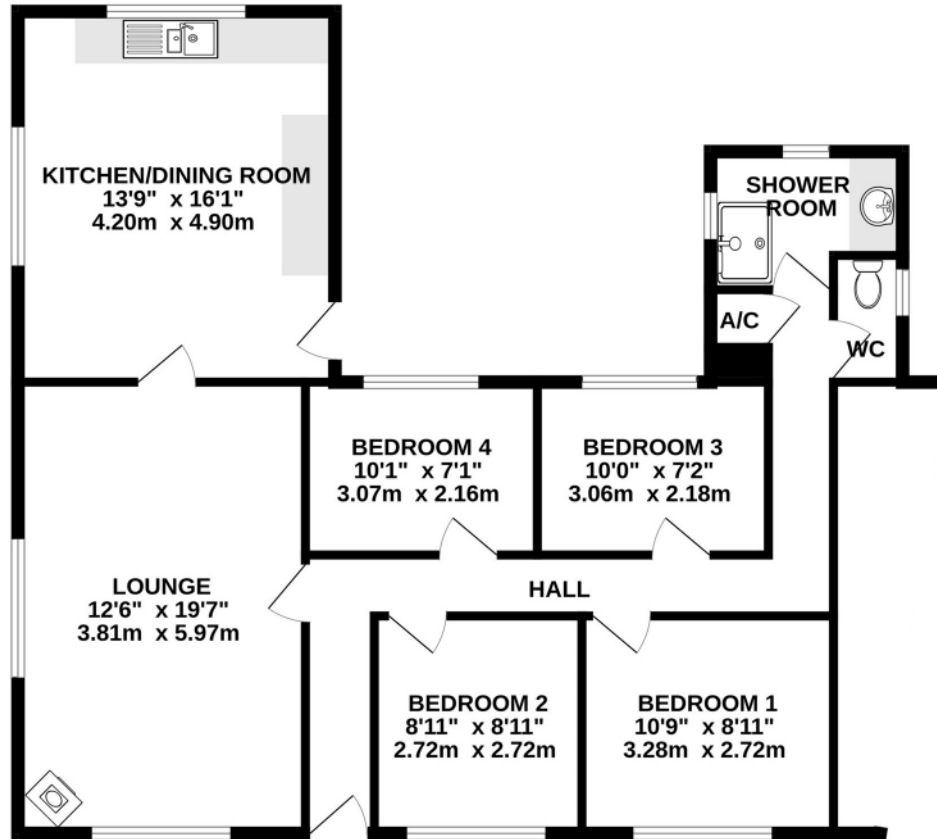 KITCHEN/DINING ROOM
13'9" x 16'1"
4.20m x 4.90m
SHOWER
ROOM
A/C
WC
BEDROOM 4
10'1" x 7'1"
3.07m x 2.16m
BEDROOM 3
10'0" x 7'2"
3.06m x 2.18m
LOUNGE
12'6" x 19'7"
3.81m x 5.97m
HALL
BEDROOM 2
8'11" x 8'11"
2.72m x 2.72m
BEDROOM 1
10'9" x 8'11"
3.28m x 2.72m